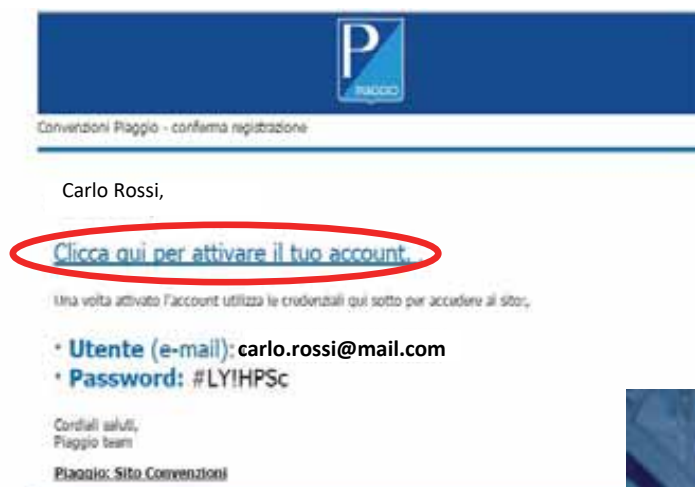 P
PIAGGIO
Convenzioni Piaggio - conferma registrazione
Carlo Rossi,
Clicca qui per attivare il tuo account.
Una volta attivato l'account utilizza le credenziali qui sotto per accedere al sito:,
· Utente (e-mail): carlo.rossi@mail.com
· Password: #LY!HPSc
Cordiali saluti,
Piaggio team
Piaggio: Sito Convenzioni